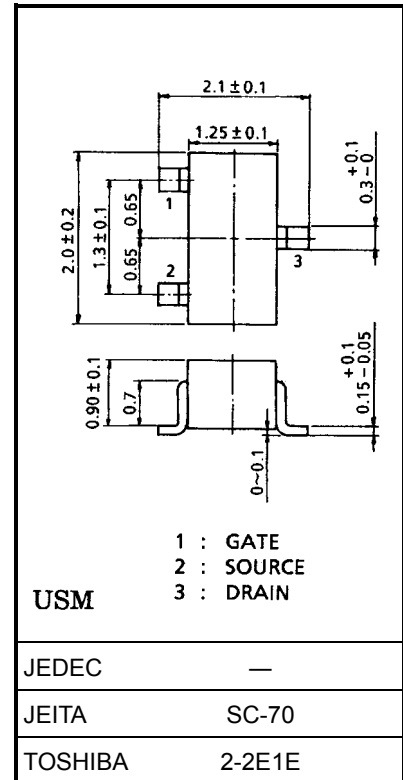 2.1±0.1
1.25±0.1
+0.1
0.3-0
2.0±0.2
1.3±0.1
0.65
0.65
1
2
3
0.90±0.1
0.7
+0.1
0.15-0.05
0~0.1
1 : GATE
2 : SOURCE
3 : DRAIN
USM
JEDEC —
JEITA SC-70
TOSHIBA 2-2E1E